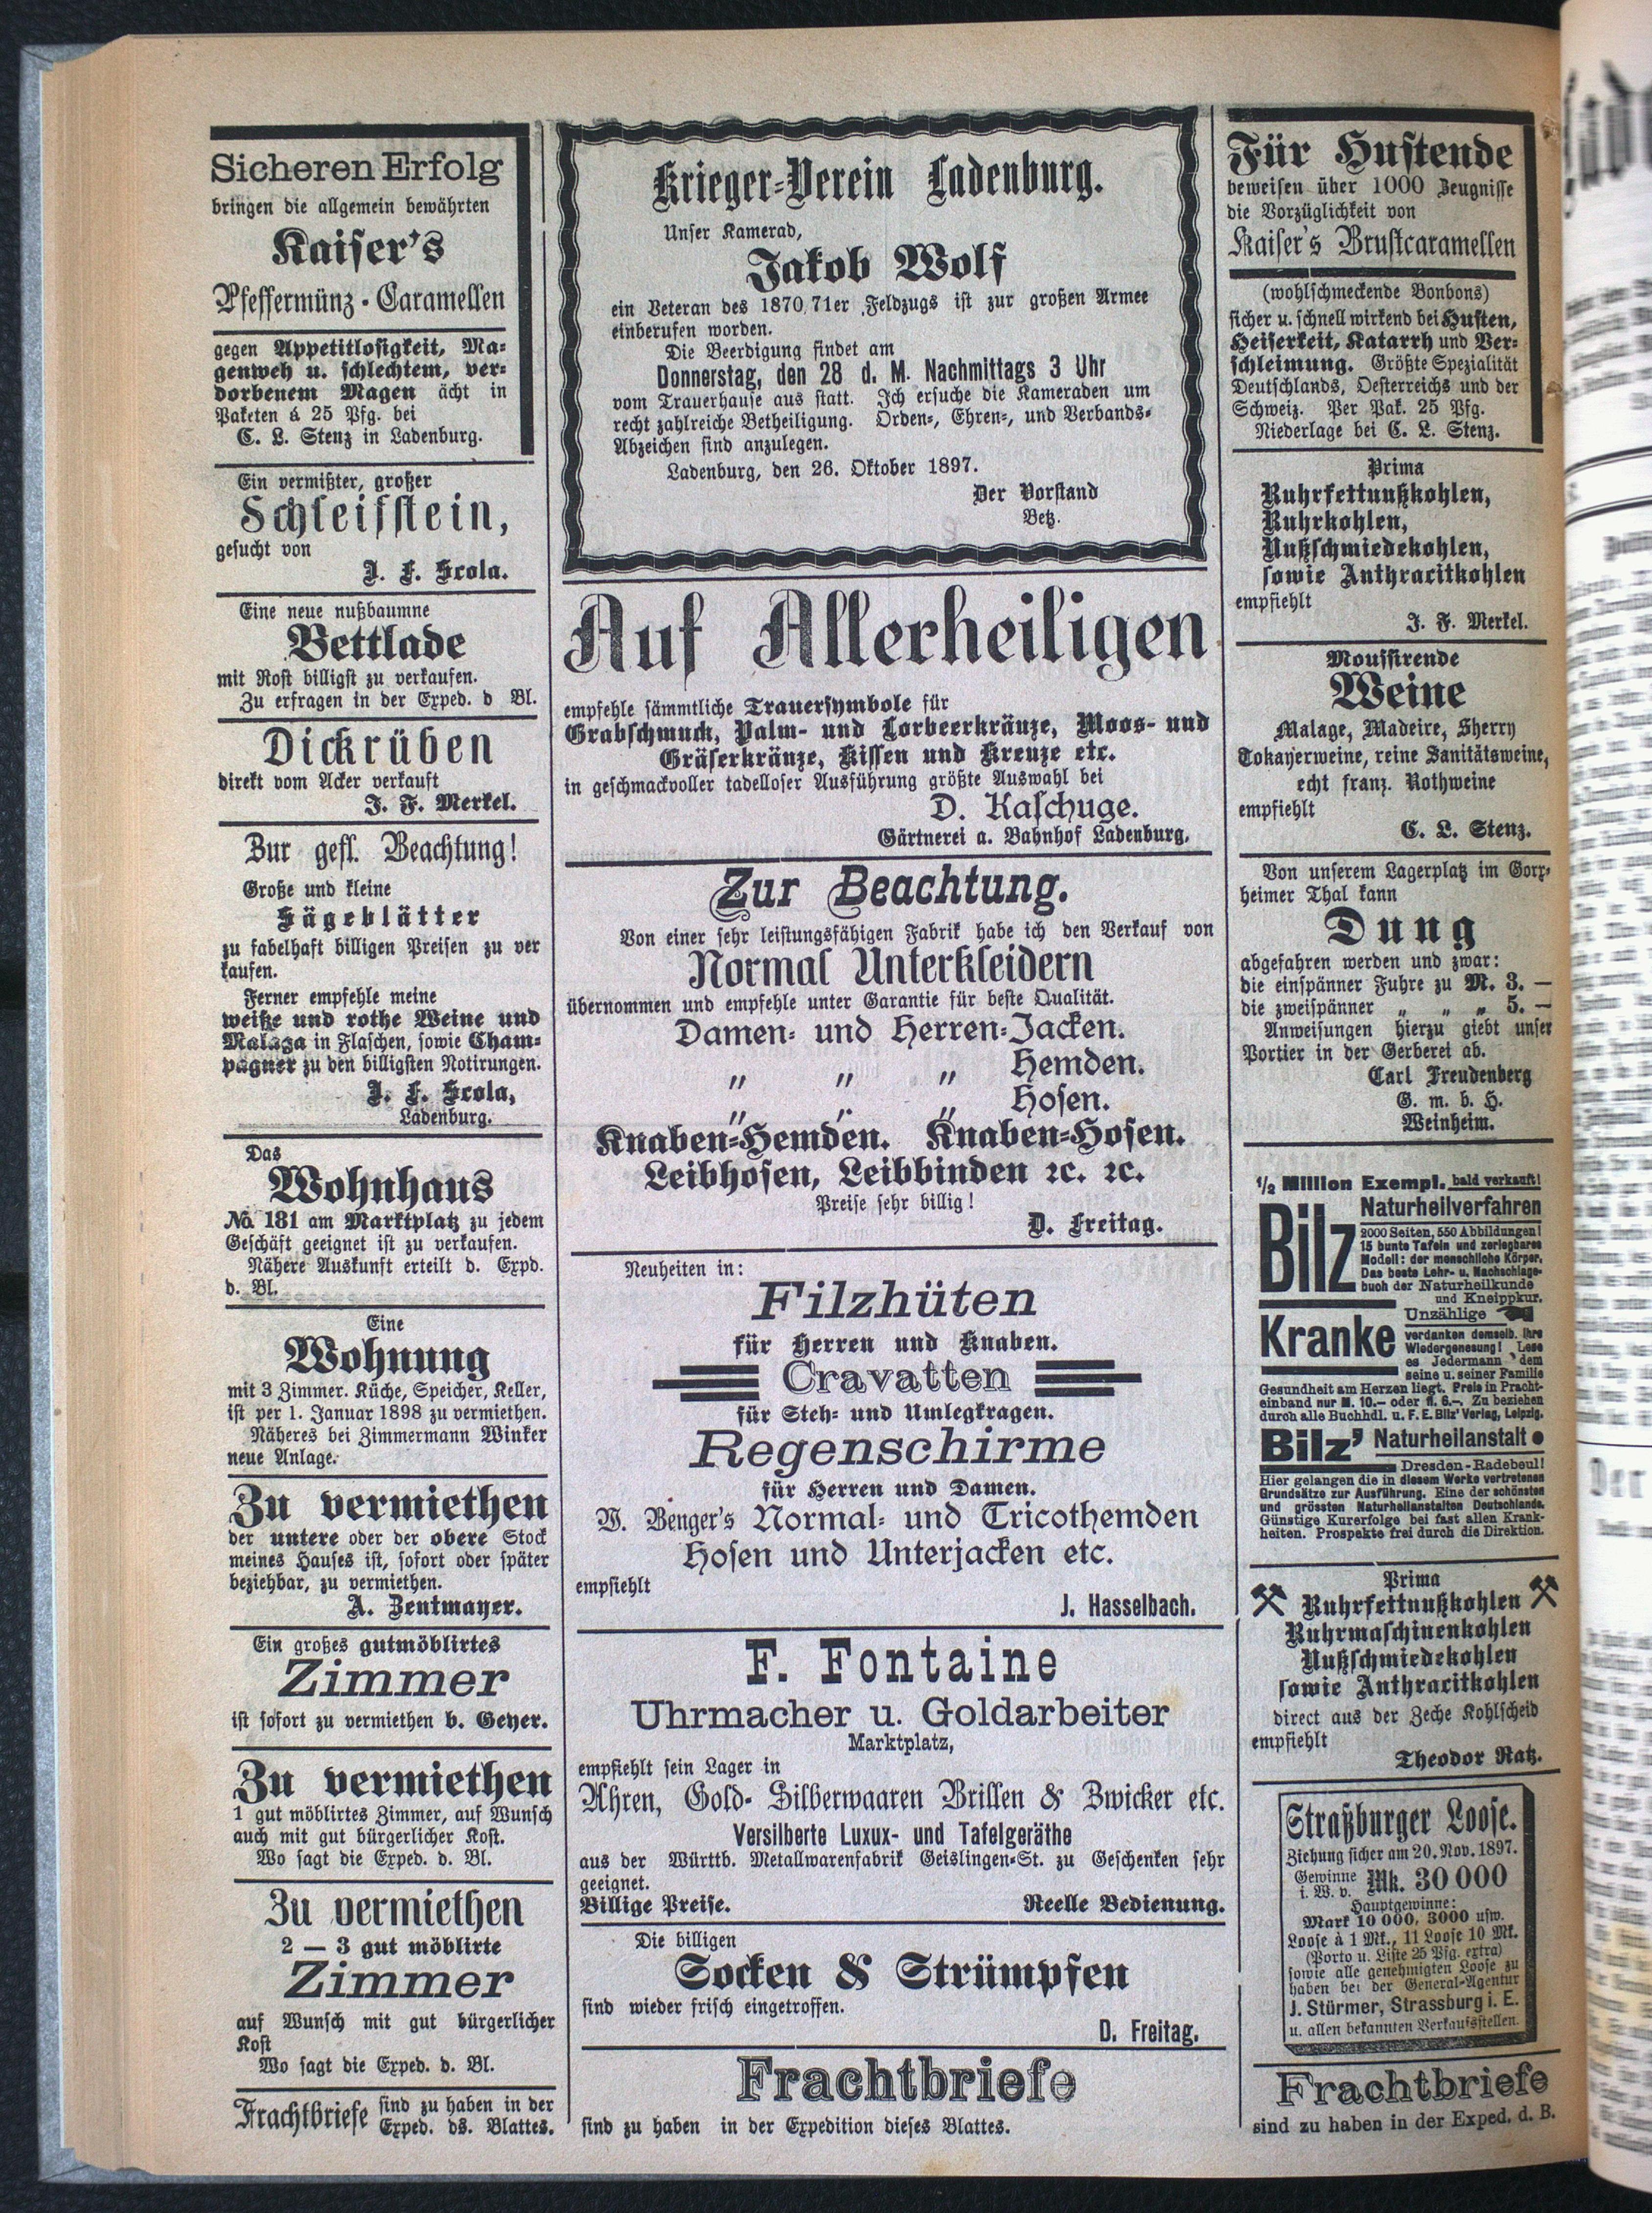 Sicheren Erfolg
bringen die allgemein bewährten
Kaiser's
Pfeffermünz-Caramellen
gegen Appetitlosigkeit, Ma-
genweh u. schlechtem, ver-
dorbenem Magen ächt in
Paketen á 25 Pfg. bei
C. L. Stenz in Ladenburg.
Ein vermißter, großer
Schleifstein,
gesucht von
J. F. Scola.
Eine neue nußbaumne
Bettlade
mit Rost billigst zu verkaufen.
Zu erfragen in der Exped. d Bl.
Dickrüben
direkt vom Acker verkauft
J. F. Merkel.
Zur gefl. Beachtung!
Große und kleine
Sägeblätter
zu fabelhaft billigen Preisen zu ver
kaufen.
Ferner empfehle meine
weiße und rothe Weine und
Malaga in Flaschen, sowie Cham-
pagner zu den billigsten Notirungen.
J. F. Scola,
Ladenburg.
Das
Wohnhaus
No. 181 am Marktplatz zu jedem
Geschäft geeignet ist zu verkaufen.
Nähere Auskunft erteilt d. Expd.
d. Bl.
Eine
Wohnung
mit 3 Zimmer. Küche, Speicher, Keller,
ist per 1. Januar 1898 zu vermiethen.
Näheres bei Zimmermann Winker
neue Anlage.
Zu vermiethen
der untere oder der obere Stock
meines Hauses ist, sofort oder später
beziehbar, zu vermiethen.
A. Zentmayer.
Ein großes gutmöblirtes
Zimmer
ist sofort zu vermiethen b. Geyer.
Zu vermiethen
1 gut möblirtes Zimmer, auf Wunsch
auch mit gut bürgerlicher Kost.
Wo sagt die Exped. d. Bl.
Zu vermiethen
2 — 3 gut möblirte
Zimmer
auf Wunsch mit gut bürgerlicher
Kost
Wo sagt die Exped. d. Bl.
Frachtbriefe sind zu haben in der
Exped. ds. Blattes.
Krieger-Verein Ladenburg.
Unser Kamerad,
Jakob Wolf
ein Veteran des 1870,71er Feldzugs ist zur großen Armee
einberufen worden.
Die Beerdigung findet am
Donnerstag, den 28 d. M. Nachmittags 3 Uhr
vom Trauerhause aus statt. Ich ersuche die Kameraden um
recht zahlreiche Betheiligung. Orden-, Ehren-, und Verbands-
Abzeichen sind anzulegen.
Ladenburg, den 26. Oktober 1897.
Der Vorstand
Betz.
Auf Allerheiligen
empfehle sämmtliche Trauersymbole für
Grabschmuck, Palm- und Lorbeerkränze, Moos- und
Gräserkränze, Kissen und Kreuze etc.
in geschmackvoller tadelloser Ausführung größte Auswahl bei
D. Kaschuge.
Gärtnerei a. Bahnhof Ladenburg.
Zur Beachtung.
Von einer sehr leistungsfähigen Fabrik habe ich den Verkauf von
Normal Unterkleidern
übernommen und empfehle unter Garantie für beste Qualität.
Damen- und Herren-Jacken.
" " " Hemden.
" " " Hosen.
Knaben-Hemden. Knaben-Hosen.
Leibhosen, Leibbinden ꝛc. ꝛc.
Preise sehr billig!
D. Freitag.
Neuheiten in:
Filzhüten
für Herren und Knaben.
Cravatten
für Steh- und Umlegkragen.
Regenschirme
für Herren und Damen.
W. Benger's Normal- und Tricothemden
Hosen und Unterjacken etc.
empfiehlt
J. Hasselbach.
F. Fontaine
Uhrmacher u. Goldarbeiter
Marktplatz,
empfiehlt sein Lager in
Uhren, Gold- Silberwaaren Brillen & Zwicker etc.
Versilberte Luxux- und Tafelgeräthe
aus der Württb. Metallwarenfabrik Geislingen-St. zu Geschenken sehr
geeignet.
Billige Preise. Reelle Bedienung.
Die billigen
Socken & Strümpfen
sind wieder frisch eingetroffen.
D. Freitag.
Frachtbriefe
sind zu haben in der Expedition dieses Blattes.
Für Hustende
beweisen über 1000 Zeugnisse
die Vorzüglichkeit von
Kaiser's Brustcaramellen
(wohlschmeckende Bonbons)
sicher u. schnell wirkend bei Husten,
Heiserkeit, Katarrh und Ver-
schleimung. Größte Spezialität
Deutschlands, Oesterreichs und der
Schweiz. Per Pak. 25 Pfg.
Niederlage bei C. L. Stenz.
Prima
Ruhrfettnußkohlen,
Ruhrkohlen,
Nußschmiedekohlen,
sowie Anthracitkohlen
empfiehlt
J. F. Merkel.
Moussirende
Weine
Malage, Madeire, Sherry
Tokayerweine, reine Sanitätsweine,
echt franz. Rothweine
empfiehlt
C. L. Stenz.
Von unserem Lagerplatz im Gorx-
heimer Thal kann
Dung
abgefahren werden und zwar:
die einspänner Fuhre zu M. 3. —
die zweispänner „ „ „ 5. —
Anweisungen hierzu giebt unser
Portier in der Gerberei ab.
Carl Freudenberg
G. m. b. H.
Weinheim.
1/2 Million Exempl. bald verkauft!
Bilz Naturheilverfahren
2000 Seiten, 550 Abbildungen!
15 bunte Tafeln und zerlegbares
Modell: der menschliche Körper.
Das beste Lehr- u. Nachschlage-
buch der Naturheilkunde
und Kneippkur.
Unzählige
Kranke verdanken demselb. ihre
Wiedergenesung! Lese
es Jedermann dem
seine u. seiner Familie
Gesundheit am Herzen liegt. Preis in Pracht-
einband nur M. 10.— oder fl. 6.—. Zu beziehen
durch alle Buchhdl. u. F. E. Bilz' Verlag, Leipzig.
Bilz' Naturheilanstalt
Dresden-Radebeul!
Hier gelangen die in diesem Werke vertretenen
Grundsätze zur Ausführung. Eine der schönsten
und grössten Naturheilanstalten Deutschlands.
Günstige Kurerfolge bei fast allen Krank-
heiten. Prospekte frei durch die Direktion.
Prima
Ruhrfettnußkohlen
Ruhrmaschinenkohlen
Nußschmiedekohlen
sowie Anthracitkohlen
direct aus der Zeche Kohlscheid
empfiehlt
Theodor Ratz.
Straßburger Loose.
Ziehung sicher am 20. Nov. 1897.
Gewinne i. W. v. Mk. 30 000
Hauptgewinne:
Mark 10 000, 3000 usw.
Loose à 1 Mk., 11 Loose 10 Mk.
(Porto u. Liste 25 Pfg. extra)
sowie alle genehmigten Loose zu
haben bei der General-Agentur
J. Stürmer, Strassburg i. E.
u. allen bekannten Verkaufsstellen.
Frachtbriefe
sind zu haben in der Exped. d. B.